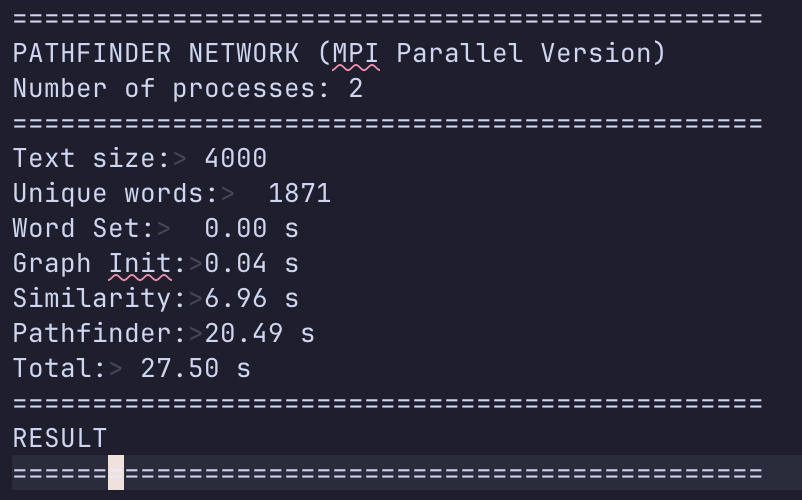 ===============================================
PATHFINDER NETWORK (MPI Parallel Version)
Number of processes: 2
===============================================
Text size:> 4000
Unique words:>  1871
Word Set:>  0.00 s
Graph Init:>0.04 s
Similarity:>6.96 s
Pathfinder:>20.49 s
Total:> 27.50 s
===============================================
RESULT
===============================================